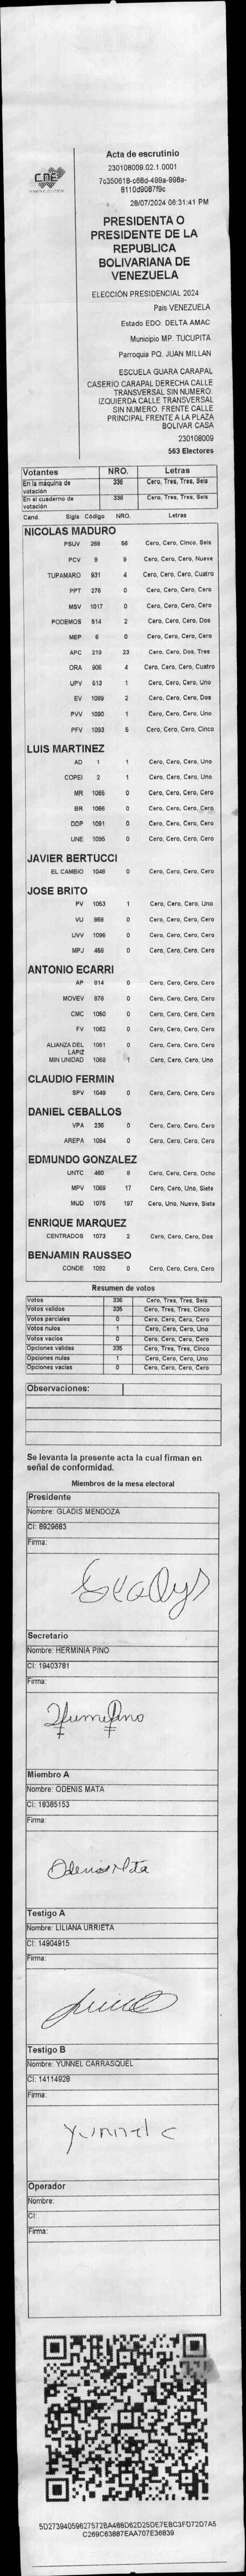 CNE
Acta de escrutinio
230108009.02.1.0001
7c350618-c68d-499a-998a-
8110d9087f9c
28/07/2024 06:31:41 PM
PRESIDENTA O
PRESIDENTE DE LA
REPUBLICA
BOLIVARIANA DE
VENEZUELA
ELECCIÓN PRESIDENCIAL 2024
País VENEZUELA
Estado EDO. DELTA AMAC
Municipio MP. TUCUPITA
Parroquia PQ. JUAN MILLAN
ESCUELA GUARA CARAPAL
CASERIO CARAPAL DERECHA CALLE
TRANSVERSAL SIN NUMERO.
IZQUIERDA CALLE TRANSVERSAL
SIN NUMERO. FRENTE CALLE
PRINCIPAL FRENTE A LA PLAZA
BOLIVAR CASA
230108009
563 Electores
Votantes NRO. Letras
En la máquina de votación 336 Cero, Tres, Tres, Seis
En el cuaderno de votación 336 Cero, Tres, Tres, Seis
Cand. Sigla Código NRO. Letras
NICOLAS MADURO
PSUV 269 56 Cero, Cero, Cinco, Seis
PCV 9 9 Cero, Cero, Cero, Nueve
TUPAMARO 931 4 Cero, Cero, Cero, Cuatro
PPT 276 0 Cero, Cero, Cero, Cero
MSV 1017 0 Cero, Cero, Cero, Cero
PODEMOS 514 2 Cero, Cero, Cero, Dos
MEP 6 0 Cero, Cero, Cero, Cero
APC 219 23 Cero, Cero, Dos, Tres
ORA 906 4 Cero, Cero, Cero, Cuatro
UPV 513 1 Cero, Cero, Cero, Uno
EV 1089 2 Cero, Cero, Cero, Dos
PVV 1090 1 Cero, Cero, Cero, Uno
PFV 1093 5 Cero, Cero, Cero, Cinco
LUIS MARTINEZ
AD 1 1 Cero, Cero, Cero, Uno
COPEI 2 1 Cero, Cero, Cero, Uno
MR 1065 0 Cero, Cero, Cero, Cero
BR 1066 0 Cero, Cero, Cero, Cero
DDP 1091 0 Cero, Cero, Cero, Cero
UNE 1095 0 Cero, Cero, Cero, Cero
JAVIER BERTUCCI
EL CAMBIO 1048 0 Cero, Cero, Cero, Cero
JOSE BRITO
PV 1053 1 Cero, Cero, Cero, Uno
VU 868 0 Cero, Cero, Cero, Cero
UVV 1096 0 Cero, Cero, Cero, Cero
MPJ 458 0 Cero, Cero, Cero, Cero
ANTONIO ECARRI
AP 814 0 Cero, Cero, Cero, Cero
MOVEV 878 0 Cero, Cero, Cero, Cero
CMC 1050 0 Cero, Cero, Cero, Cero
FV 1062 0 Cero, Cero, Cero, Cero
ALIANZA DEL LAPIZ 1061 0 Cero, Cero, Cero, Cero
MIN UNIDAD 1068 1 Cero, Cero, Cero, Uno
CLAUDIO FERMIN
SPV 1049 0 Cero, Cero, Cero, Cero
DANIEL CEBALLOS
VPA 236 0 Cero, Cero, Cero, Cero
AREPA 1094 0 Cero, Cero, Cero, Cero
EDMUNDO GONZALEZ
UNTC 460 8 Cero, Cero, Cero, Ocho
MPV 1069 17 Cero, Cero, Uno, Siete
MUD 1075 197 Cero, Uno, Nueve, Siete
ENRIQUE MARQUEZ
CENTRADOS 1073 2 Cero, Cero, Cero, Dos
BENJAMIN RAUSSEO
CONDE 1092 0 Cero, Cero, Cero, Cero
Resumen de votos
Votos 336 Cero, Tres, Tres, Seis
Votos validos 335 Cero, Tres, Tres, Cinco
Votos parciales 0 Cero, Cero, Cero, Cero
Votos nulos 1 Cero, Cero, Cero, Uno
Votos vacíos 0 Cero, Cero, Cero, Cero
Opciones validas 335 Cero, Tres, Tres, Cinco
Opciones nulas 1 Cero, Cero, Cero, Uno
Opciones vacías 0 Cero, Cero, Cero, Cero
Observaciones:
Se levanta la presente acta la cual firman en
señal de conformidad.
Miembros de la mesa electoral
Presidente
Nombre: GLADIS MENDOZA
CI: 8929683
Firma:
Gladys
Secretario
Nombre: HERMINIA PINO
CI: 19403781
Firma:
Miembro A
Nombre: ODENIS MATA
CI: 18385153
Firma:
Odenis Mata
Testigo A
Nombre: LILIANA URRIETA
CI: 14904915
Firma:
Testigo B
Nombre: YUNNEL CARRASQUEL
CI: 14114928
Firma:
Yunnel C
Operador
Nombre:
CI:
Firma:
5D27394059627572BA486D62D25DE7EBC3FD72D7A5
C269C63887EAA707E36839